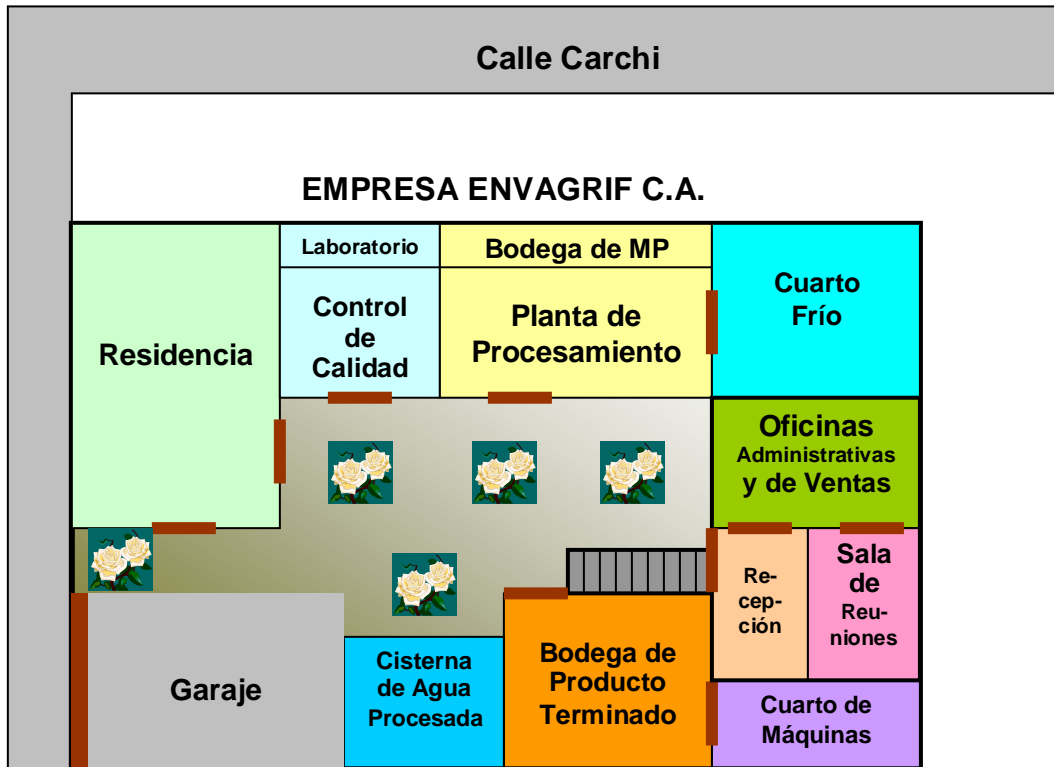 Calle Carchi
EMPRESA ENVAGRIF C.A.
Laboratorio
Bodega de MP
Cuarto
Frío
Residencia
Control
de
Calidad
Planta de
Procesamiento
Oficinas
Administrativas
y de Ventas
Re-
cep-
ción
Sala
de
Reu-
niones
Garaje
Cisterna
de Agua
Procesada
Bodega de
Producto
Terminado
Cuarto de
Máquinas